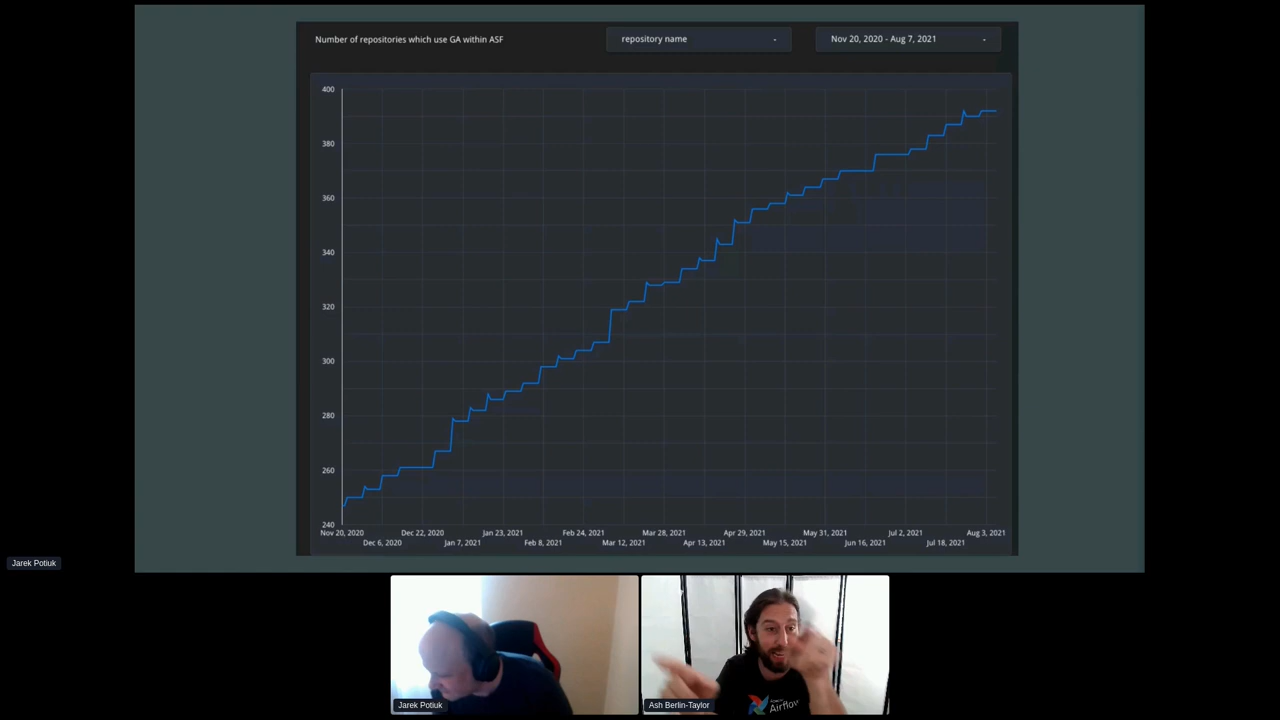 Number of repositories which use GA within ASF
repository name
Nov 20, 2020 - Aug 7, 2021
400
380
360
340
320
300
280
260
240
Nov 20, 2020
Dec 6, 2020
Dec 22, 2020
Jan 7, 2021
Jan 23, 2021
Feb 8, 2021
Feb 24, 2021
Mar 12, 2021
Mar 28, 2021
Apr 13, 2021
Apr 29, 2021
May 15, 2021
May 31, 2021
Jun 16, 2021
Jul 2, 2021
Jul 18, 2021
Aug 3, 2021
Jarek Potiuk
Jarek Potiuk
Ash Berlin-Taylor
Airflow